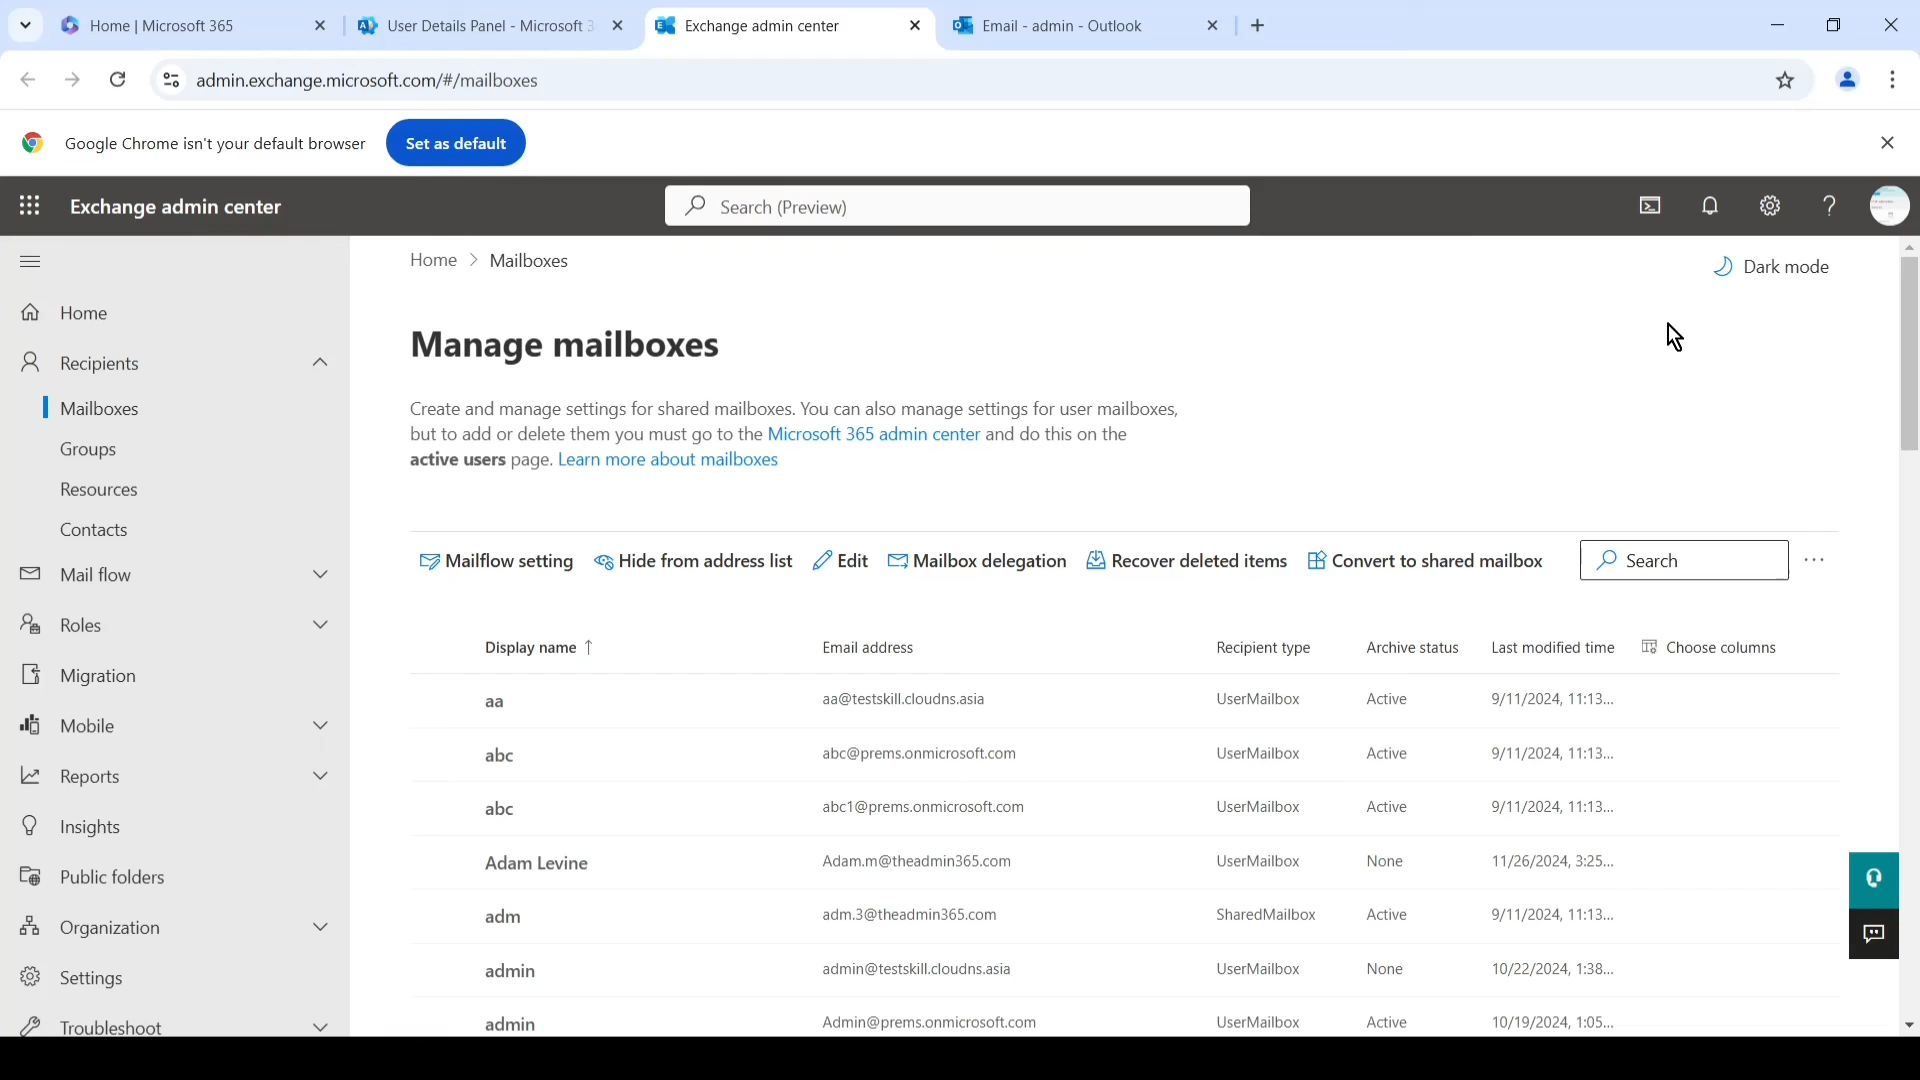 Home | Microsoft 365
User Details Panel - Microsoft 3
Exchange admin center
Email - admin - Outlook
admin.exchange.microsoft.com/#/mailboxes
Google Chrome isn't your default browser
Set as default
Exchange admin center
Search (Preview)
Home
Recipients
Mailboxes
Groups
Resources
Contacts
Mail flow
Roles
Migration
Mobile
Reports
Insights
Public folders
Organization
Settings
Troubleshoot
Home > Mailboxes
Dark mode
Manage mailboxes
Create and manage settings for shared mailboxes. You can also manage settings for user mailboxes,
but to add or delete them you must go to the Microsoft 365 admin center and do this on the
active users page. Learn more about mailboxes
Mailflow setting Hide from address list Edit Mailbox delegation Recover deleted items Convert to shared mailbox Search ...
Display name ↑ Email address Recipient type Archive status Last modified time Choose columns
aa aa@testskill.cloudns.asia UserMailbox Active 9/11/2024, 11:13...
abc abc@prems.onmicrosoft.com UserMailbox Active 9/11/2024, 11:13...
abc abc1@prems.onmicrosoft.com UserMailbox Active 9/11/2024, 11:13...
Adam Levine Adam.m@theadmin365.com UserMailbox None 11/26/2024, 3:25...
adm adm.3@theadmin365.com SharedMailbox Active 9/11/2024, 11:13...
admin admin@testskill.cloudns.asia UserMailbox None 10/22/2024, 1:38...
admin Admin@prems.onmicrosoft.com UserMailbox Active 10/19/2024, 1:05...